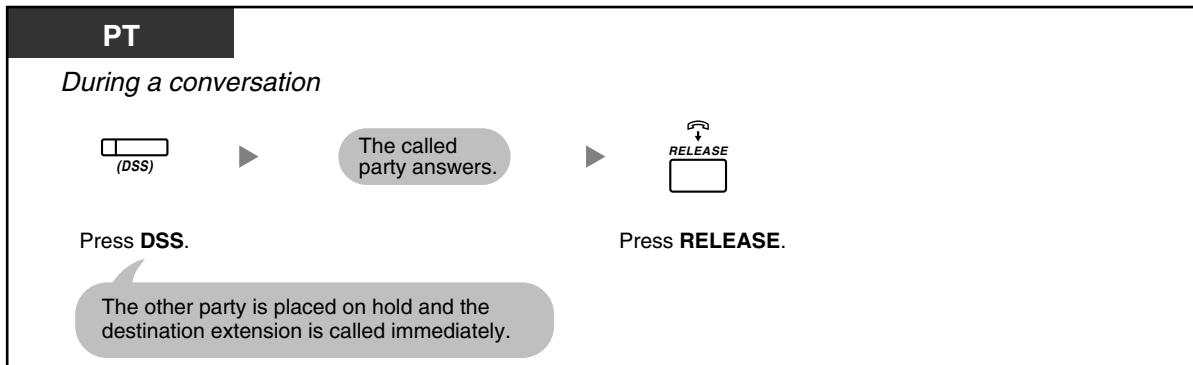 PT
During a conversation
(DSS)
The called
party answers.
RELEASE
Press DSS.
Press RELEASE.
The other party is placed on hold and the
destination extension is called immediately.